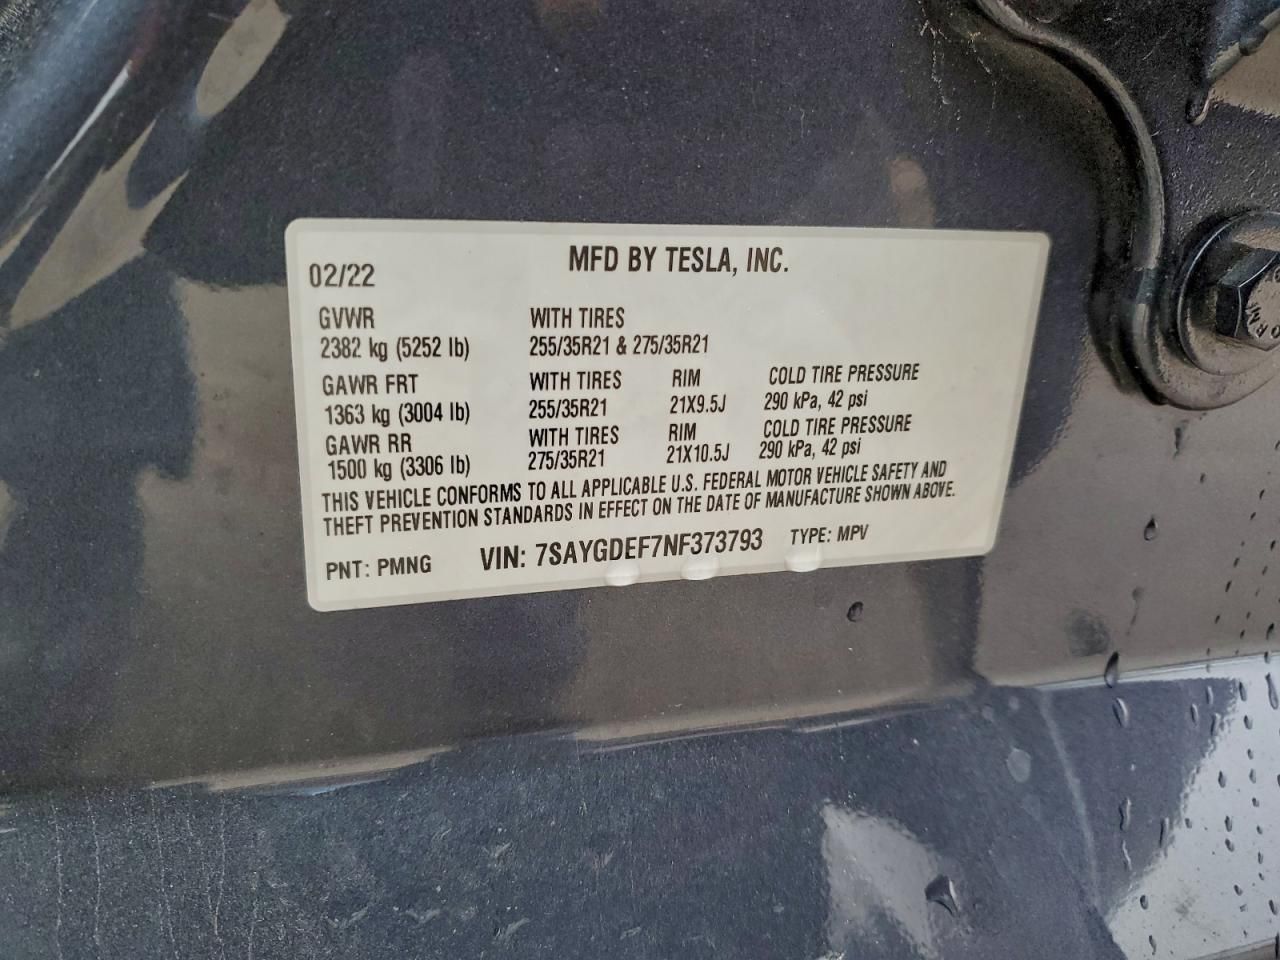 MFD BY TESLA, INC.
02/22
GVWR WITH TIRES
2382 kg (5252 lb) 255/35R21 & 275/35R21
GAWR FRT WITH TIRES RIM COLD TIRE PRESSURE
1363 kg (3004 lb) 255/35R21 21X9.5J 290 kPa, 42 psi
GAWR RR WITH TIRES RIM COLD TIRE PRESSURE
1500 kg (3306 lb) 275/35R21 21X10.5J 290 kPa, 42 psi
THIS VEHICLE CONFORMS TO ALL APPLICABLE U.S. FEDERAL MOTOR VEHICLE SAFETY AND
THEFT PREVENTION STANDARDS IN EFFECT ON THE DATE OF MANUFACTURE SHOWN ABOVE.
PNT: PMNG VIN: 7SAYGDEF7NF373793 TYPE: MPV